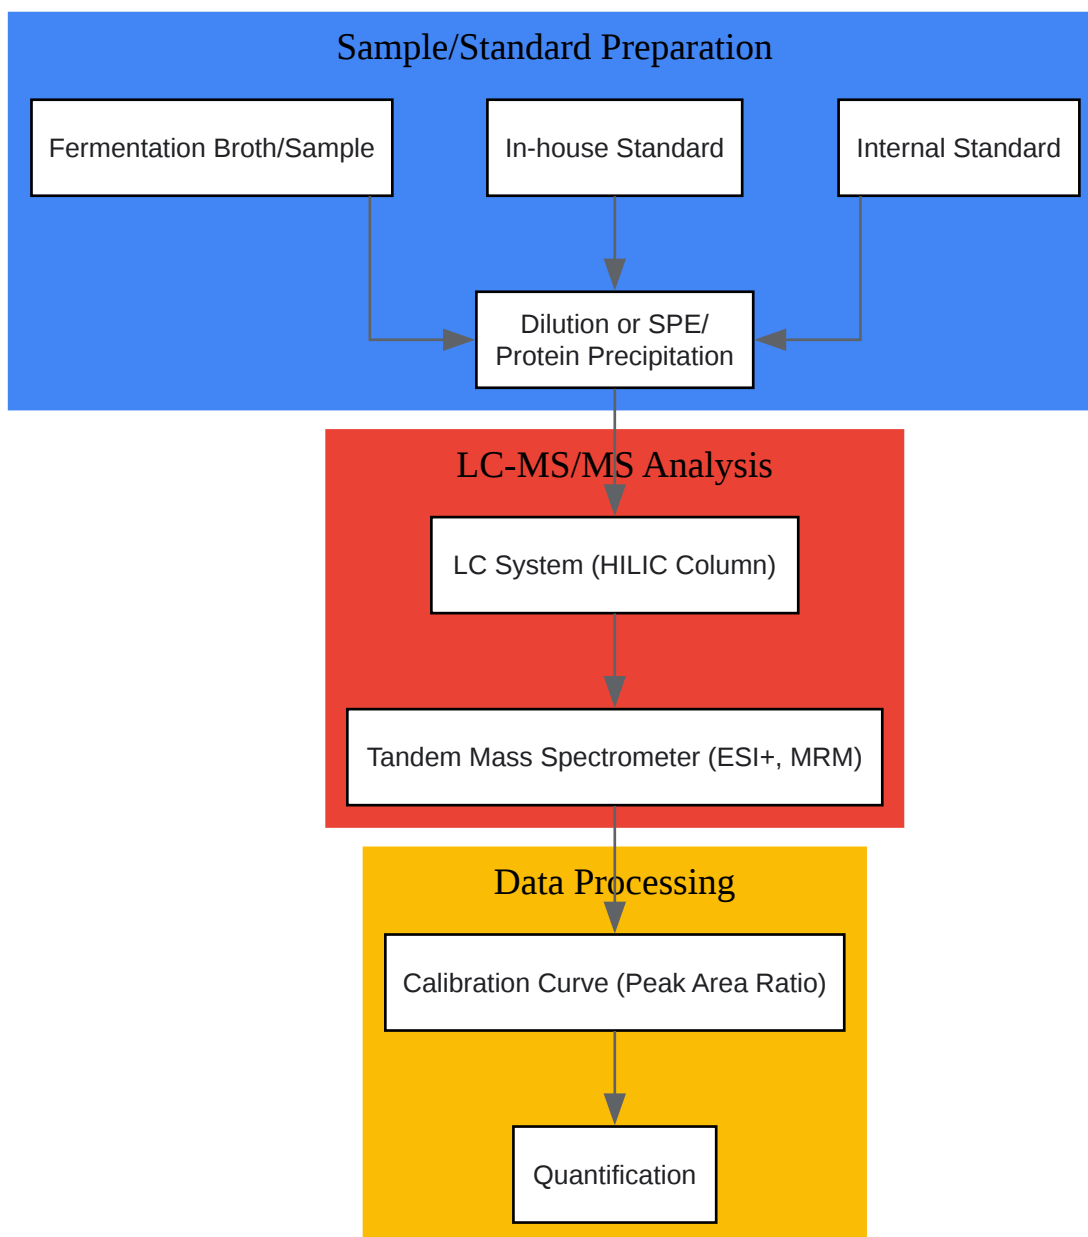 Sample/Standard Preparation
Fermentation Broth/Sample
In-house Standard
Internal Standard
Dilution or SPE/
Protein Precipitation
LC-MS/MS Analysis
LC System (HILIC Column)
Tandem Mass Spectrometer (ESI+, MRM)
Data Processing
Calibration Curve (Peak Area Ratio)
Quantification